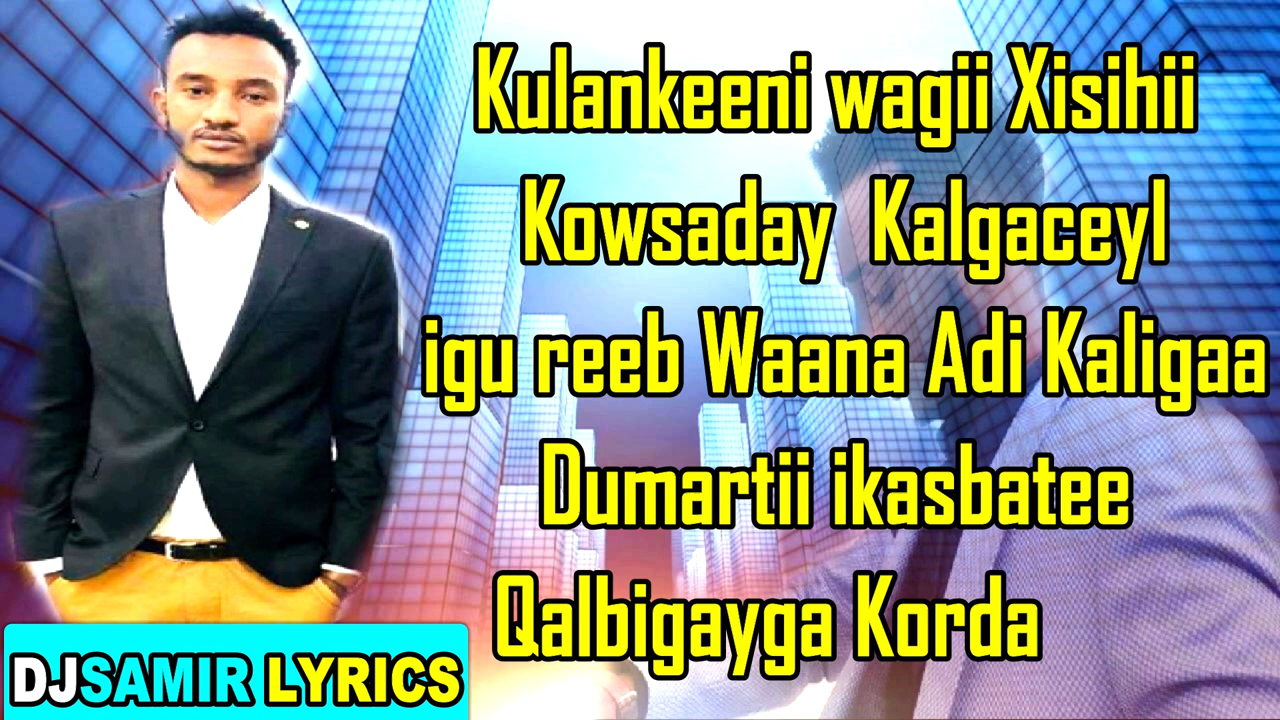 Kulankeeni wagii Xisihii
Kowsaday Kalgaceyl
igu reeb Waana Adi Kaligaa
Dumartii ikasbatee
Qalbigayga Korda
DJSAMIR LYRICS